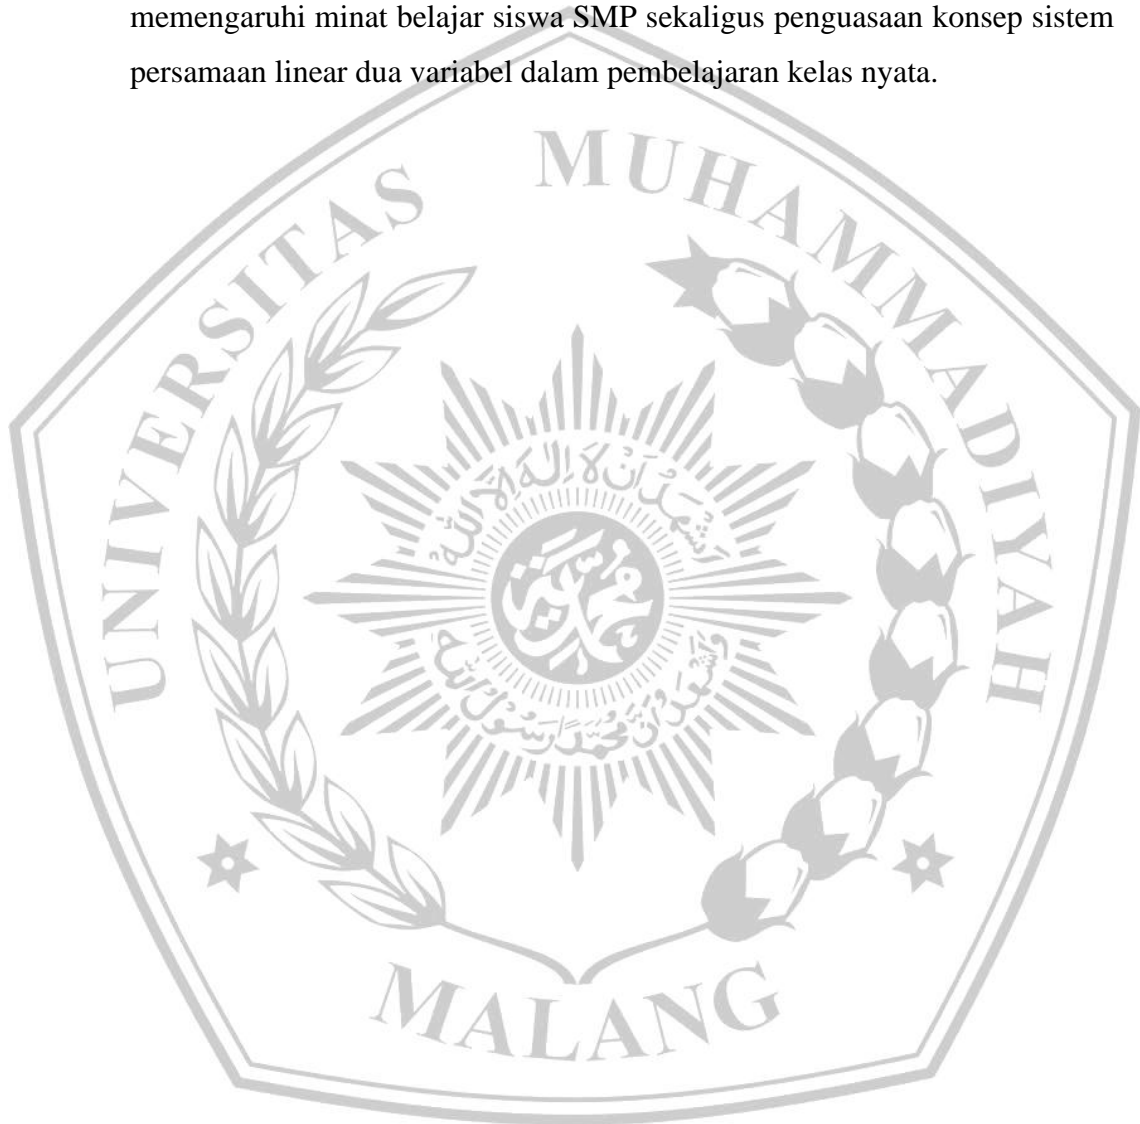 memengaruhi minat belajar siswa SMP sekaligus penguasaan konsep sistem
persamaan linear dua variabel dalam pembelajaran kelas nyata.
UNIVERSITAS MUHAMMADIYAH
MALANG